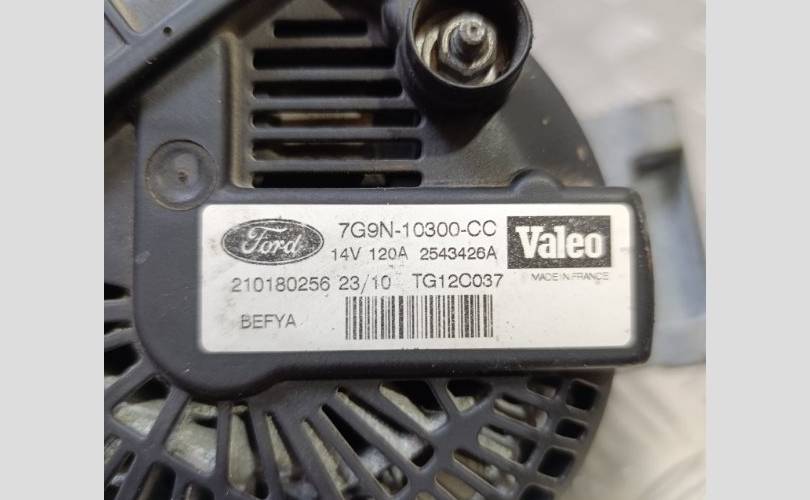 Ford
7G9N-10300-CC
14V 120A 2543426A
Valeo
MADE IN FRANCE
210180256 23/10 TG12C037
BEFYA